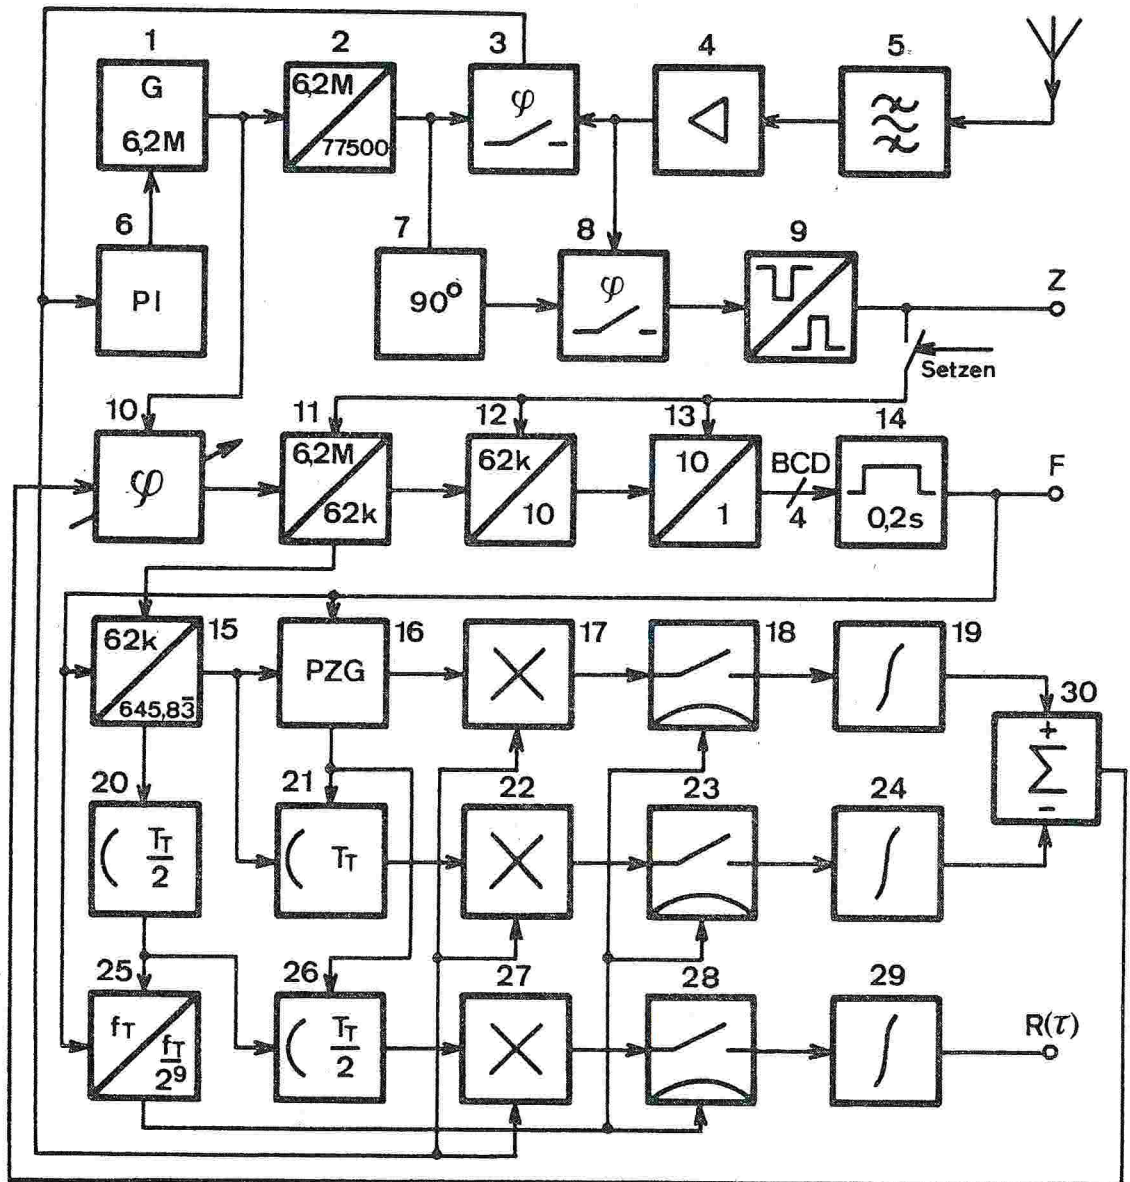 1 2 3 4 5
G
6,2M
6,2M
77500
φ
6 7 8 9
PI
90°
φ
Z
Setzen
10 11 12 13 14
φ
6,2M
62k
62k
10
10
1
BCD
4
0,2s
F
62k
645,83̅
15
PZG
16 17 18 19
30
+
Σ
-
20 21 22 23 24
T_T
2
T_T
25 26 27 28 29
f_T
f_T
2⁹
T_T
2
R(τ)